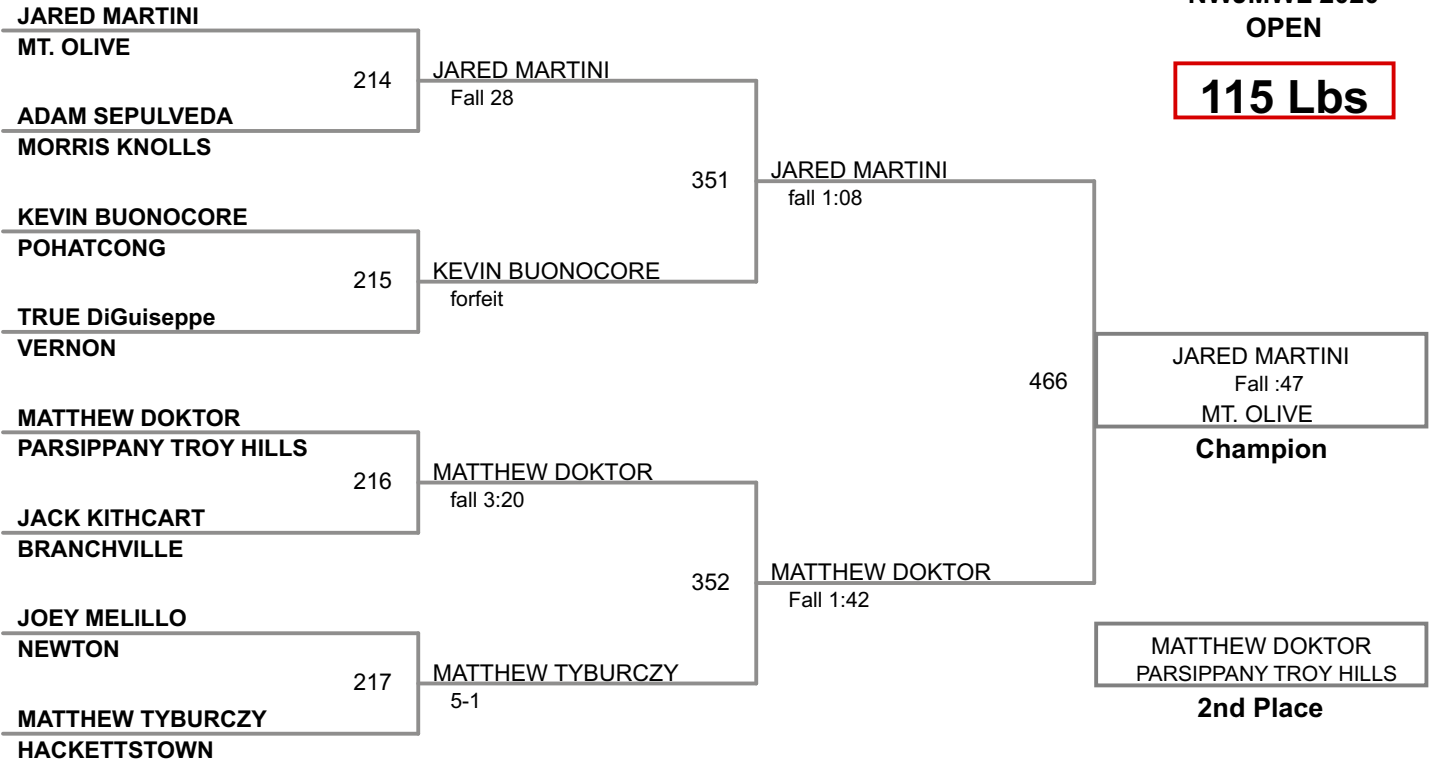 JARED MARTINI
MT. OLIVE
214
JARED MARTINI
Fall 28
ADAM SEPULVEDA
MORRIS KNOLLS
351
JARED MARTINI
fall 1:08
KEVIN BUONOCORE
POHATCONG
215
KEVIN BUONOCORE
forfeit
TRUE DiGuiseppe
VERNON
466
JARED MARTINI
Fall :47
MT. OLIVE
Champion
MATTHEW DOKTOR
PARSIPPANY TROY HILLS
216
MATTHEW DOKTOR
fall 3:20
JACK KITHCART
BRANCHVILLE
352
MATTHEW DOKTOR
Fall 1:42
JOEY MELILLO
NEWTON
217
MATTHEW TYBURCZY
5-1
MATTHEW TYBURCZY
HACKETTSTOWN
MATTHEW DOKTOR
PARSIPPANY TROY HILLS
2nd Place
OPEN
115 Lbs